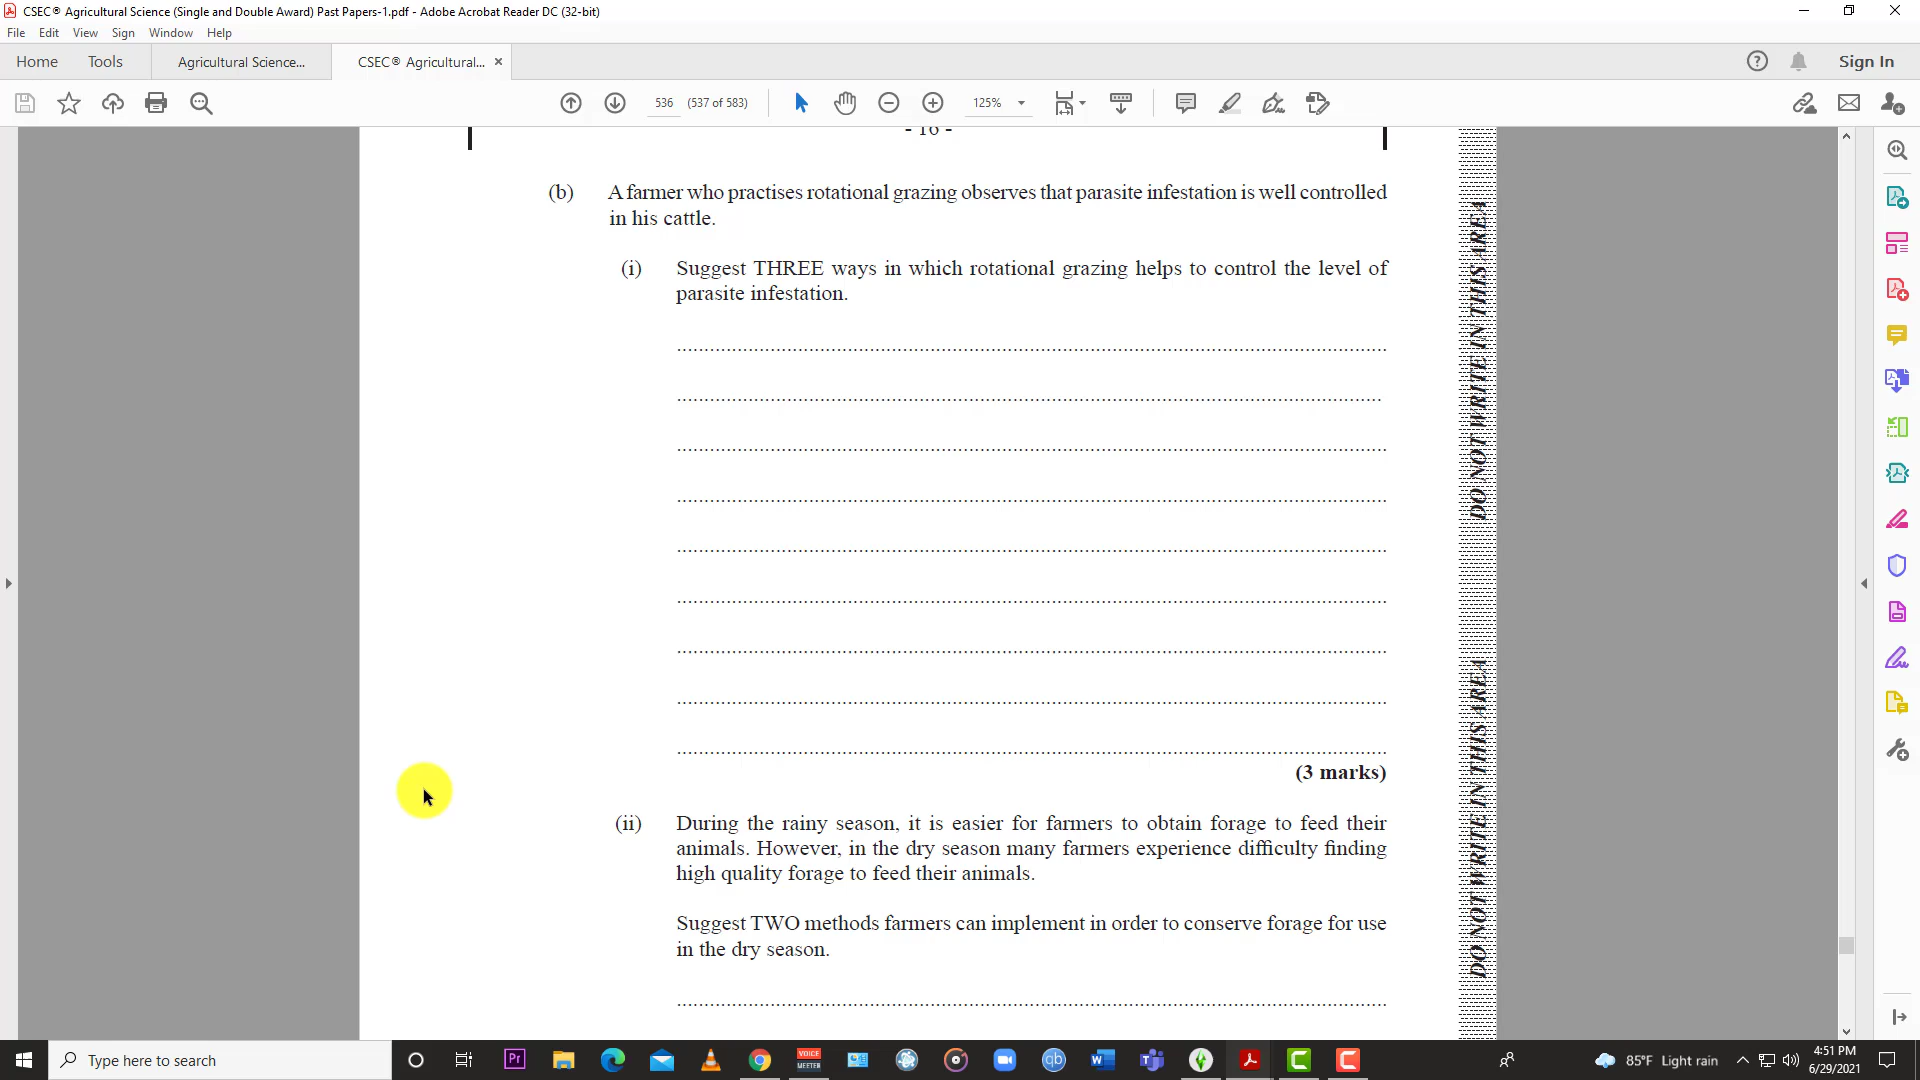 CSEC® Agricultural Science (Single and Double Award) Past Papers-1.pdf - Adobe Acrobat Reader DC (32-bit)
File Edit View Sign Window Help
Home Tools Agricultural Science... CSEC® Agricultural... × Sign In
536 (537 of 583) 125%
- 16 -
(b) A farmer who practises rotational grazing observes that parasite infestation is well controlled
in his cattle.
(i) Suggest THREE ways in which rotational grazing helps to control the level of
parasite infestation.
(3 marks)
(ii) During the rainy season, it is easier for farmers to obtain forage to feed their
animals. However, in the dry season many farmers experience difficulty finding
high quality forage to feed their animals.
Suggest TWO methods farmers can implement in order to conserve forage for use
in the dry season.
DO NOT WRITE IN THIS AREA
DO NOT WRITE IN THIS AREA
Type here to search
Pr
VOICE
MEETER
qb
85°F Light rain
4:51 PM
6/29/2021